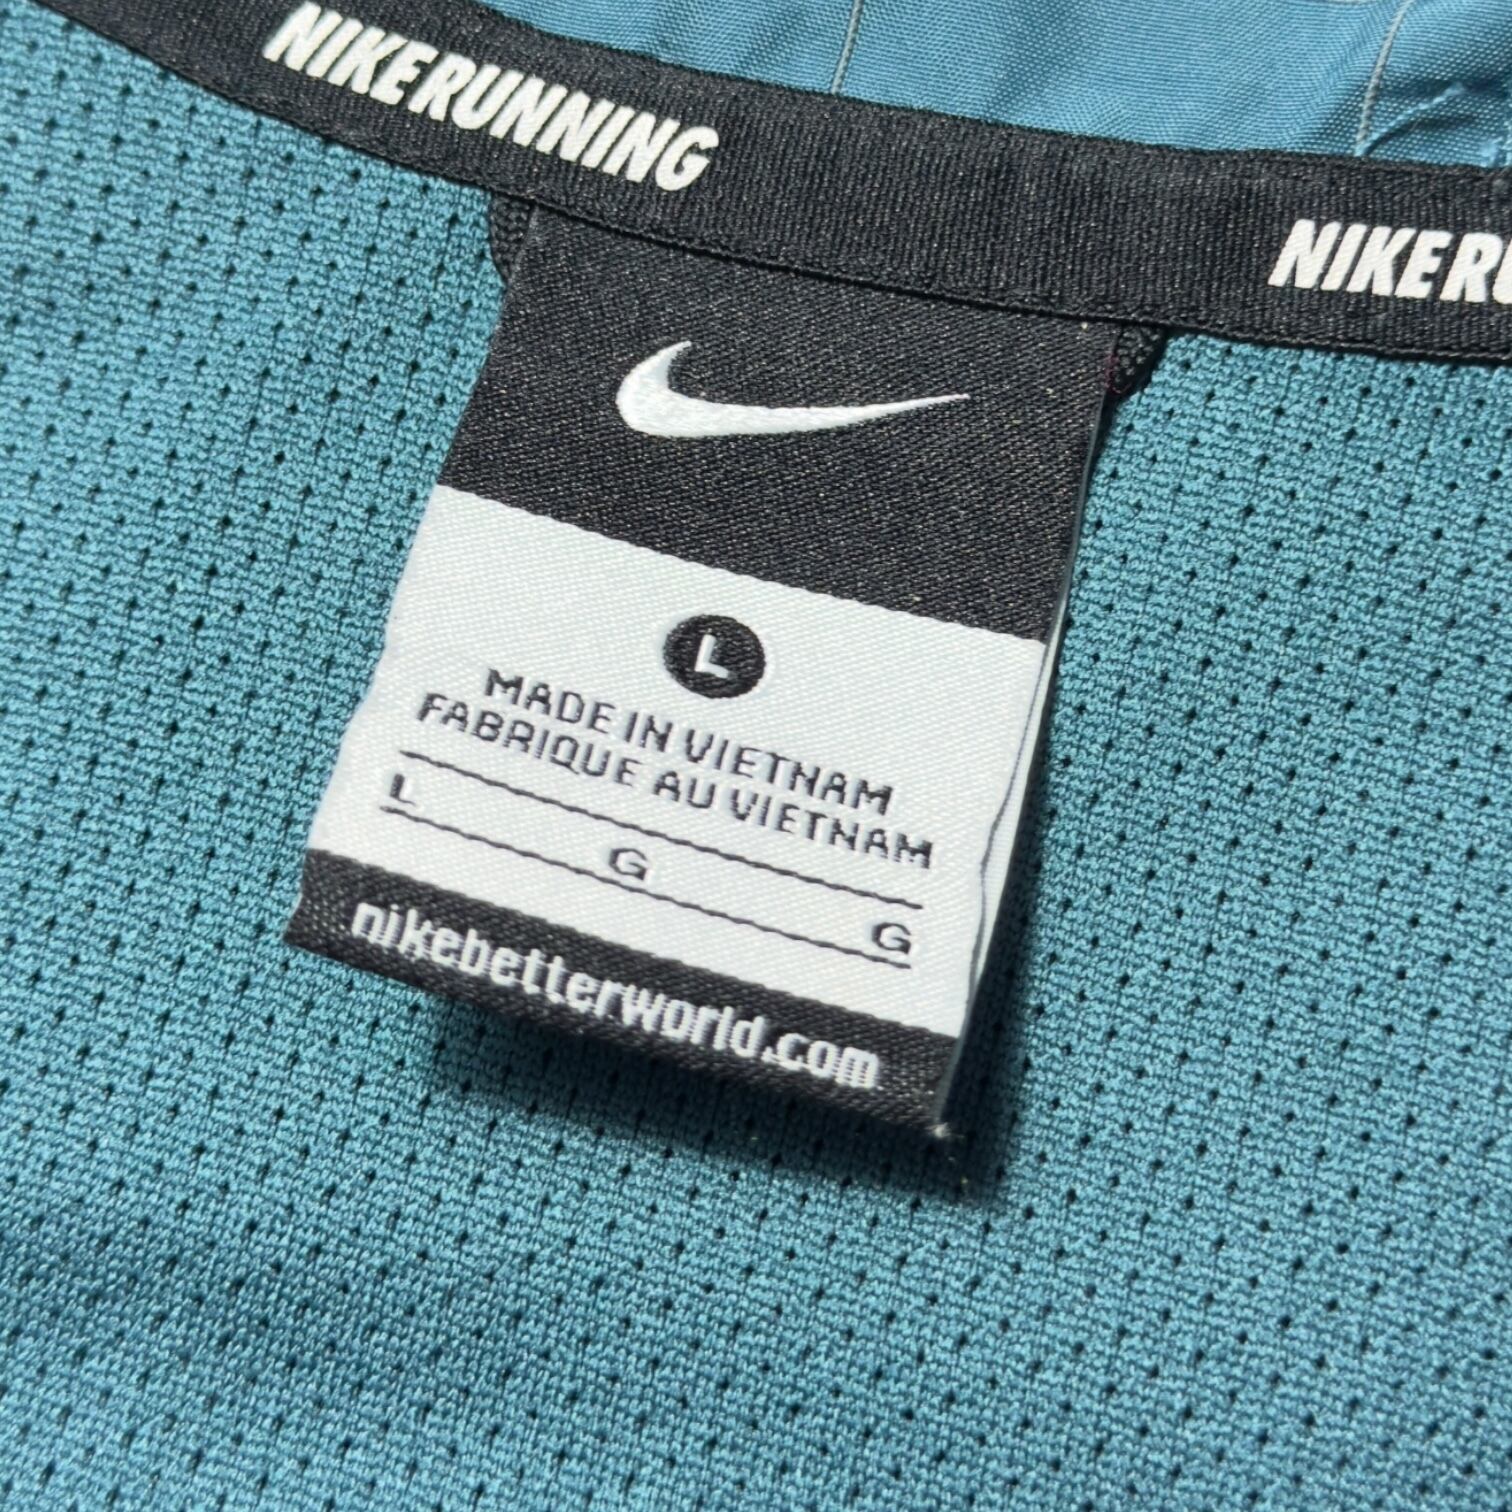 NIKERUNNING
NIKERU
L
MADE IN VIETNAM
FABRIQUE AU VIETNAM
L G G
nikebetterworld.com